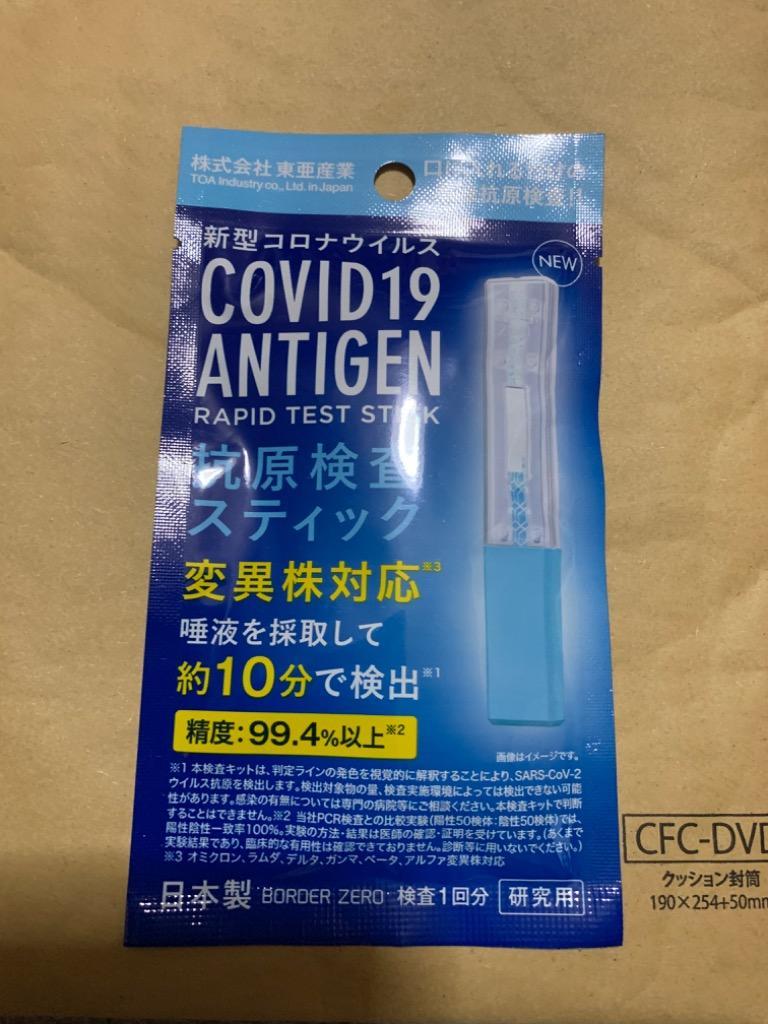 株式会社 東亜産業
TOA Industry co., Ltd. in Japan
抗原検査
新型コロナウイルス
NEW
COVID19
ANTIGEN
RAPID TEST STICK
抗原検査
スティック
変異株対応※3
唾液を採取して
約10分で検出※1
精度:99.4%以上※2
画像はイメージです。
※1 本検査キットは、判定ラインの発色を視覚的に解釈することにより、SARS-CoV-2
ウイルス抗原を検出します。検出対象物の量、検査実施環境によっては検出できない可能
性があります。感染の有無については専門の病院等にご相談ください。本検査キットで判断
することはできません。※2 当社PCR検査との比較実験(陽性50検体:陰性50検体)では、
陽性陰性一致率100%。実験の方法・結果は医師の確認・証明を受けています。(あくまで
実験結果であり、臨床的な有用性は確認できておりません。診断等に用いないでください。)
※3 オミクロン、ラムダ、デルタ、ガンマ、ベータ、アルファ変異株対応
日本製 BORDER ZERO 検査1回分 研究用
CFC-DVD
クッション封筒
190×254+50mm